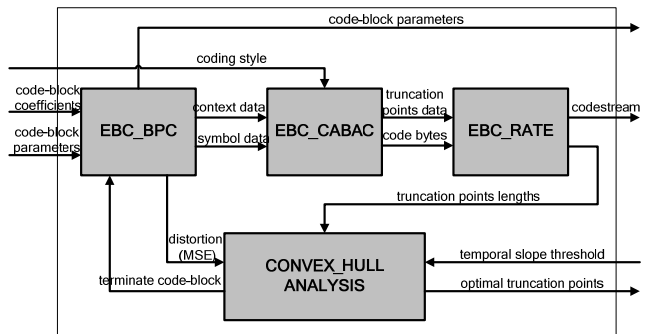 code-block parameters
coding style
code-block
coefficients
code-block
parameters
EBC_BPC
context data
symbol data
EBC_CABAC
truncation
points data
code bytes
EBC_RATE
codestream
truncation points lengths
distortion
(MSE)
terminate code-block
CONVEX_HULL
ANALYSIS
temporal slope threshold
optimal truncation points